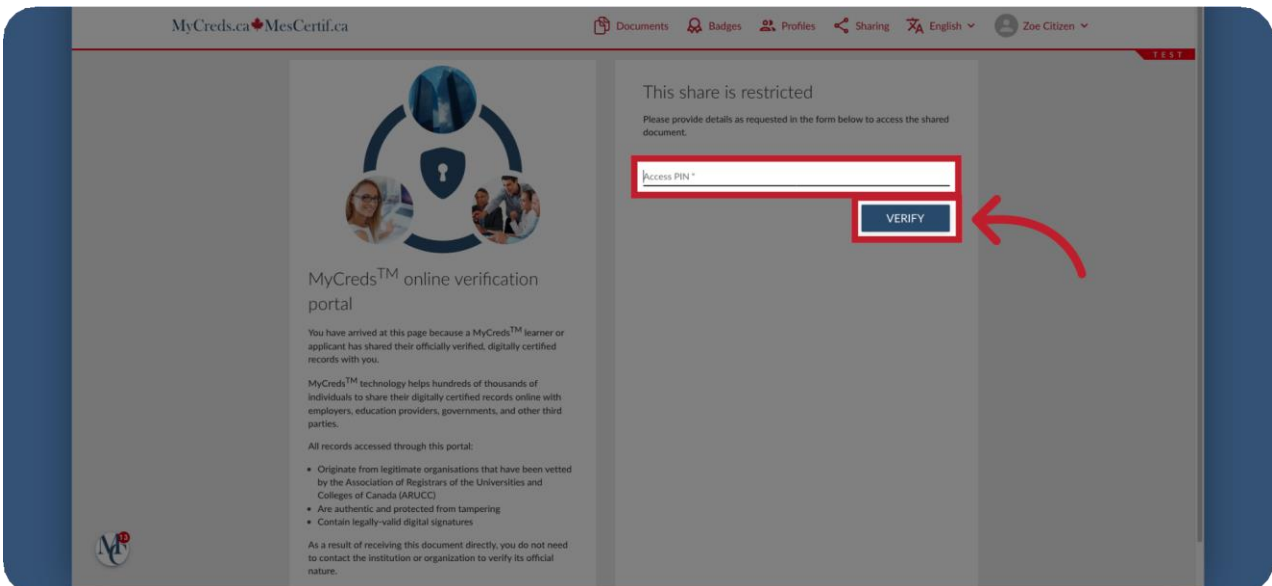 MyCreds.ca MesCertif.ca
Documents
Badges
Profiles
Sharing
English
Zoe Citizen
TEST
MyCreds™ online verification
portal
You have arrived at this page because a MyCreds™ learner or
applicant has shared their officially verified, digitally certified
records with you.
MyCreds™ technology helps hundreds of thousands of
individuals to share their digitally certified records online with
employers, education providers, governments, and other third
parties.
All records accessed through this portal:
• Originate from legitimate organisations that have been vetted
by the Association of Registrars of the Universities and
Colleges of Canada (ARUCC)
• Are authentic and protected from tampering
• Contain legally-valid digital signatures
As a result of receiving this document directly, you do not need
to contact the institution or organization to verify its official
nature.
This share is restricted
Please provide details as requested in the form below to access the shared
document.
Access PIN *
VERIFY
MC
13